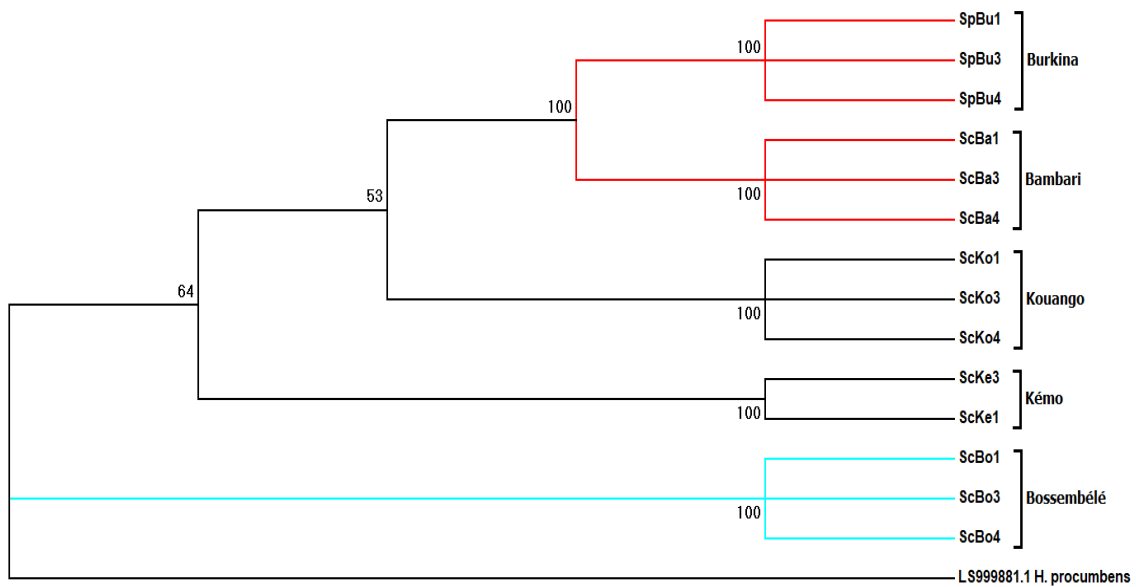 SpBu1
100
SpBu3
Burkina
SpBu4
100
ScBa1
ScBa3
Bambari
100
ScBa4
53
ScKo1
64
ScKo3
Kouango
100
ScKo4
ScKe3
Kémo
100
ScKe1
ScBo1
ScBo3
Bossembélé
100
ScBo4
LS999881.1 H. procumbens